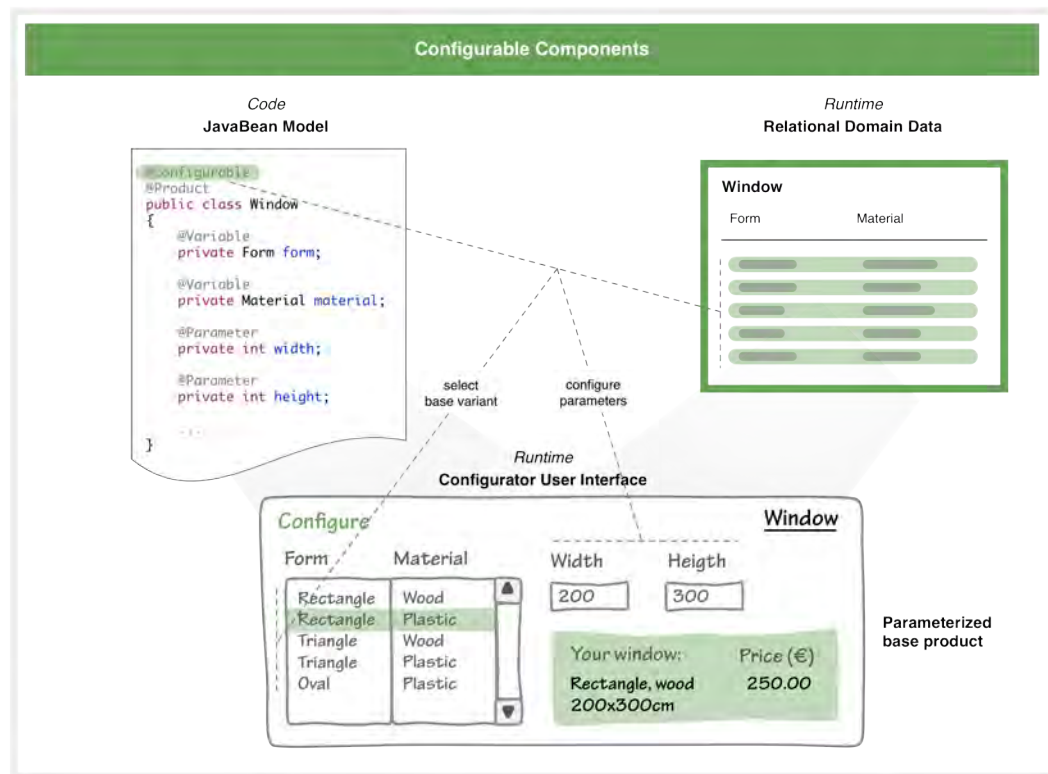 Configurable Components
Code
JavaBean Model
@Configurable
@Product
public class Window
{
@Variable
private Form form;
@Variable
private Material material;
@Parameter
private int width;
@Parameter
private int height;
...
}
Runtime
Relational Domain Data
Window
Form Material
select
base variant
configure
parameters
Runtime
Configurator User Interface
Configure
Window
Form Material
Rectangle Wood
Rectangle Plastic
Triangle Wood
Triangle Plastic
Oval Plastic
Width Heigth
200 300
Your window: Price (€)
Rectangle, wood 250.00
200x300cm
Parameterized
base product